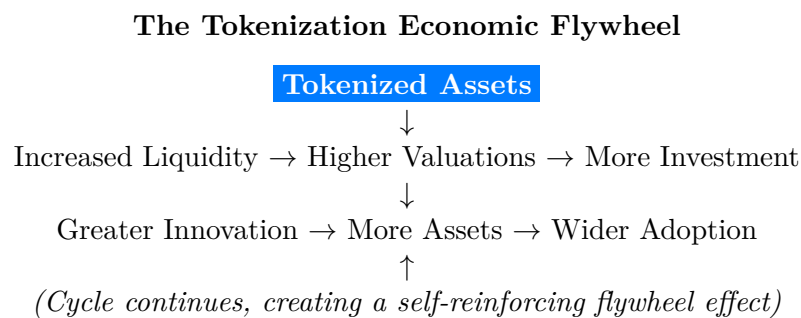 The Tokenization Economic Flywheel
Tokenized Assets
↓
Increased Liquidity → Higher Valuations → More Investment
↓
Greater Innovation → More Assets → Wider Adoption
↑
(Cycle continues, creating a self-reinforcing flywheel effect)